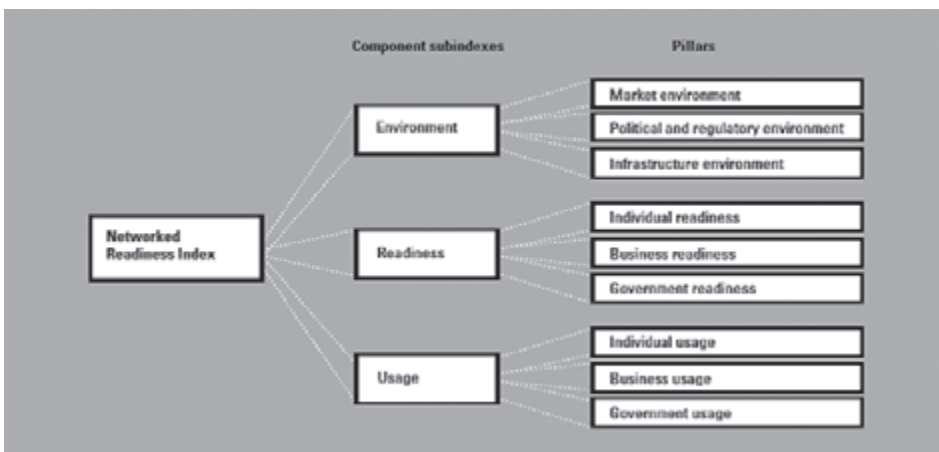 Component subindexes
Pillars
Market environment
Environment
Political and regulatory environment
Infrastructure environment
Individual readiness
Networked
Readiness Index
Readiness
Business readiness
Government readiness
Individual usage
Usage
Business usage
Government usage